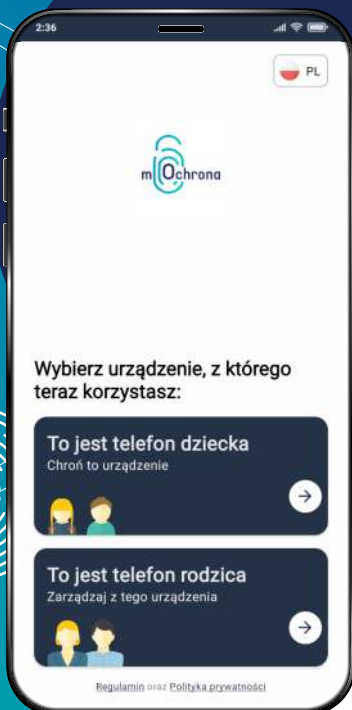 2:36
PL
mOchrona
Wybierz urządzenie, z którego
teraz korzystasz:
To jest telefon dziecka
Chroń to urządzenie
To jest telefon rodzica
Zarządzaj z tego urządzenia
Regulamin oraz Polityka prywatności